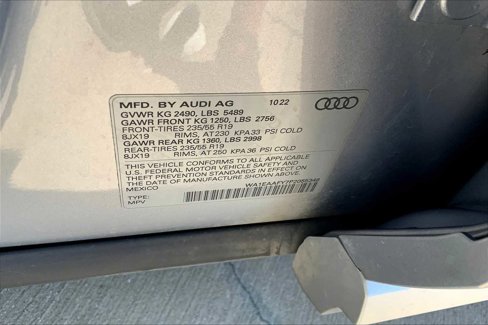 MFD. BY AUDI AG 10 22
GVWR KG 2490, LBS 5489
GAWR FRONT KG 1250, LBS 2756
FRONT-TIRES 235/55 R19
8JX19 RIMS, AT 230 KPA 33 PSI COLD
GAWR REAR KG 1360, LBS 2998
REAR-TIRES 235/55 R19
8JX19 RIMS, AT 250 KPA 36 PSI COLD
THIS VEHICLE CONFORMS TO ALL APPLICABLE
U.S. FEDERAL MOTOR VEHICLE SAFETY AND
THEFT PREVENTION STANDARDS IN EFFECT ON
THE DATE OF MANUFACTURE SHOWN ABOVE
MEXICO
TYPE:
MPV